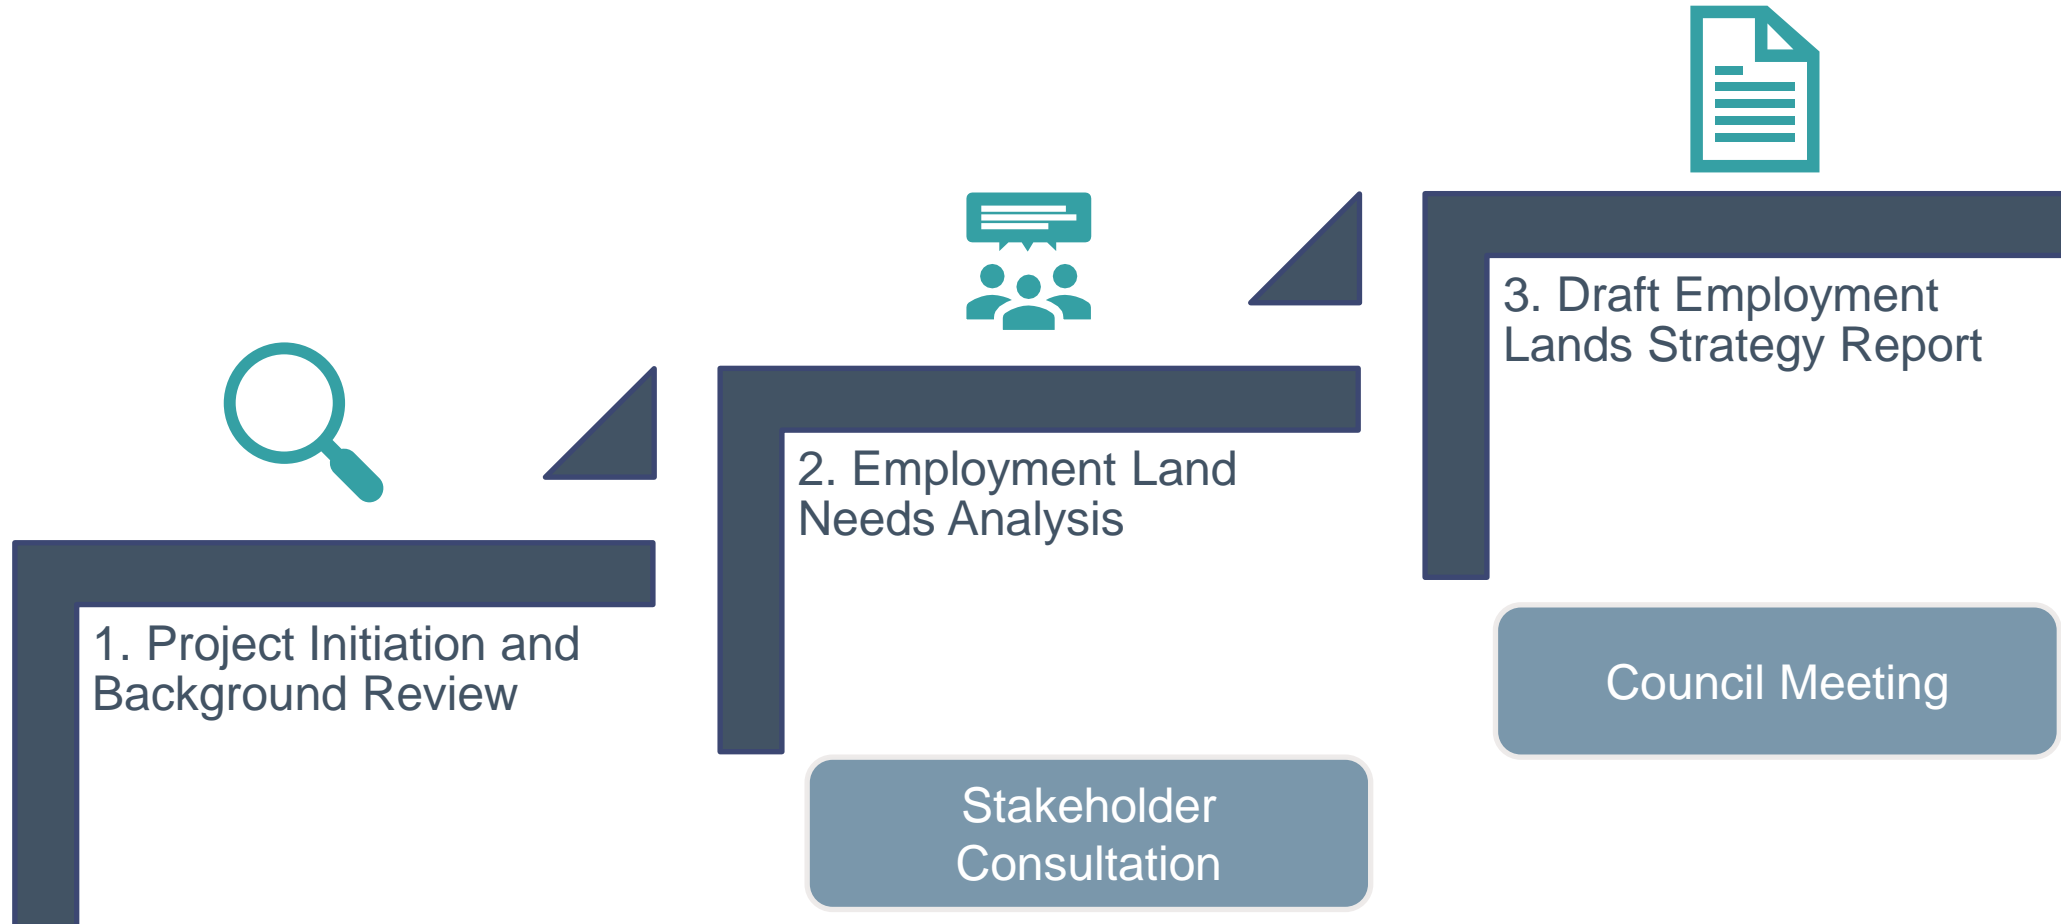 1. Project Initiation and
Background Review
2. Employment Land
Needs Analysis
Stakeholder
Consultation
3. Draft Employment
Lands Strategy Report
Council Meeting